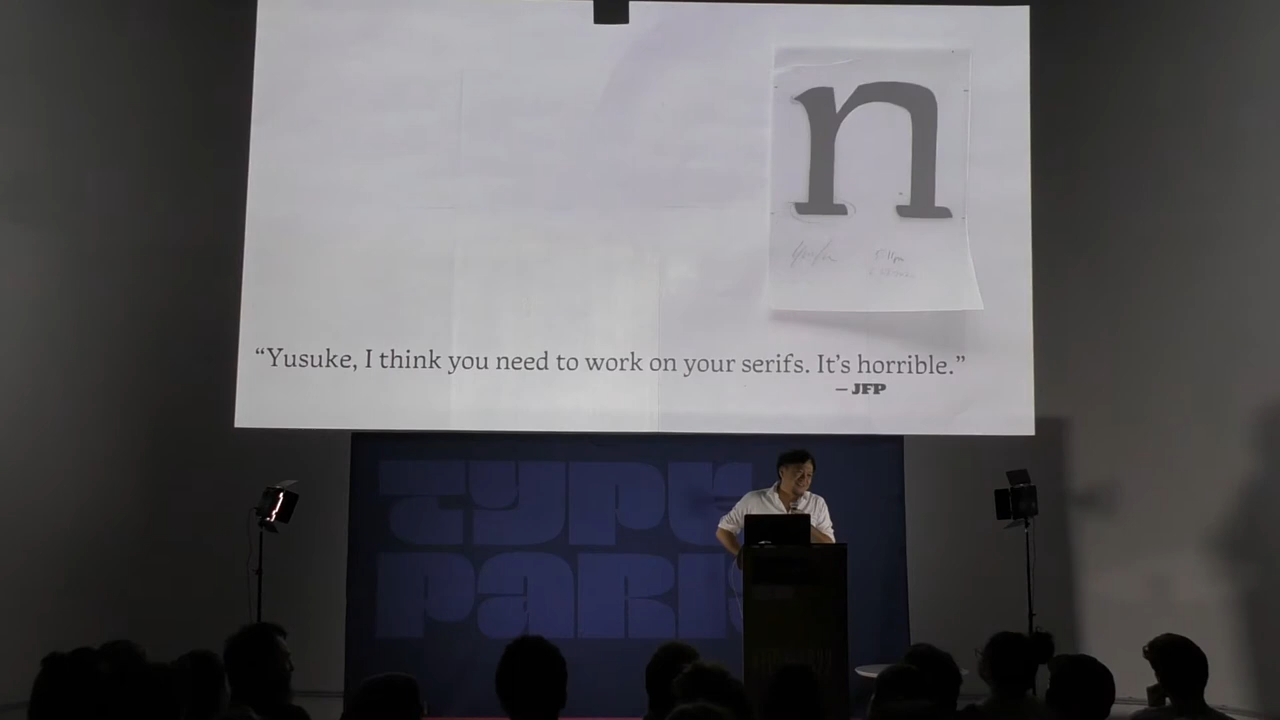 n
“Yusuke, I think you need to work on your serifs. It’s horrible.”
— JFP
TYPE
PARIS